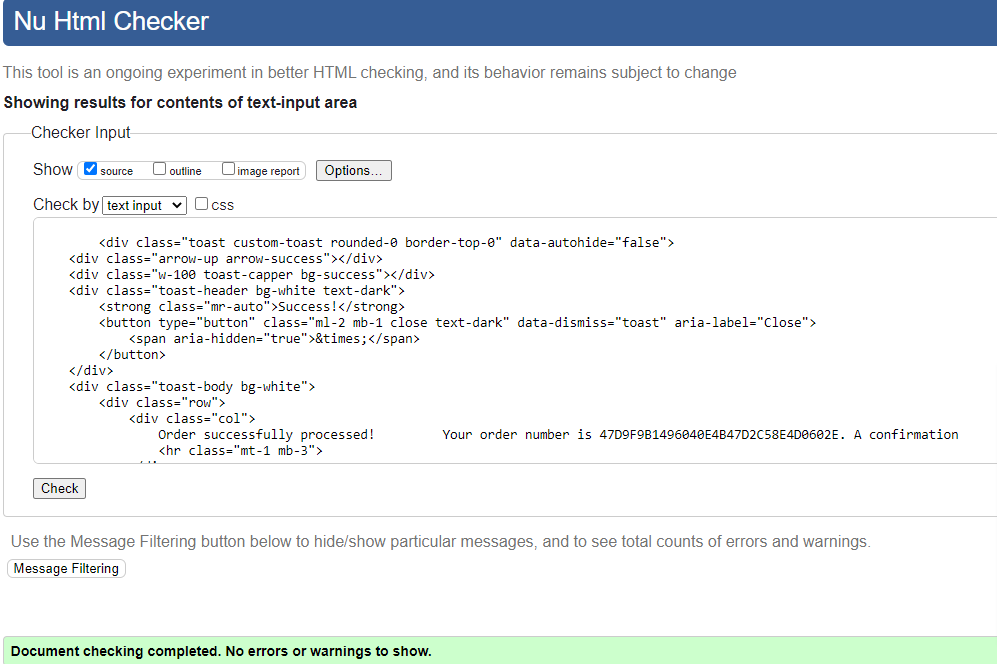 Nu Html Checker
This tool is an ongoing experiment in better HTML checking, and its behavior remains subject to change
Showing results for contents of text-input area
Checker Input
Show source outline image report Options...
Check by text input css
<div class="toast custom-toast rounded-0 border-top-0" data-autohide="false">
<div class="arrow-up arrow-success"></div>
<div class="w-100 toast-capper bg-success"></div>
<div class="toast-header bg-white text-dark">
<strong class="mr-auto">Success!</strong>
<button type="button" class="ml-2 mb-1 close text-dark" data-dismiss="toast" aria-label="Close">
<span aria-hidden="true">&times;</span>
</button>
</div>
<div class="toast-body bg-white">
<div class="row">
<div class="col">
Order successfully processed! Your order number is 47D9F9B1496040E4B47D2C58E4D0602E. A confirmation
<hr class="mt-1 mb-3">
Check
Use the Message Filtering button below to hide/show particular messages, and to see total counts of errors and warnings.
Message Filtering
Document checking completed. No errors or warnings to show.